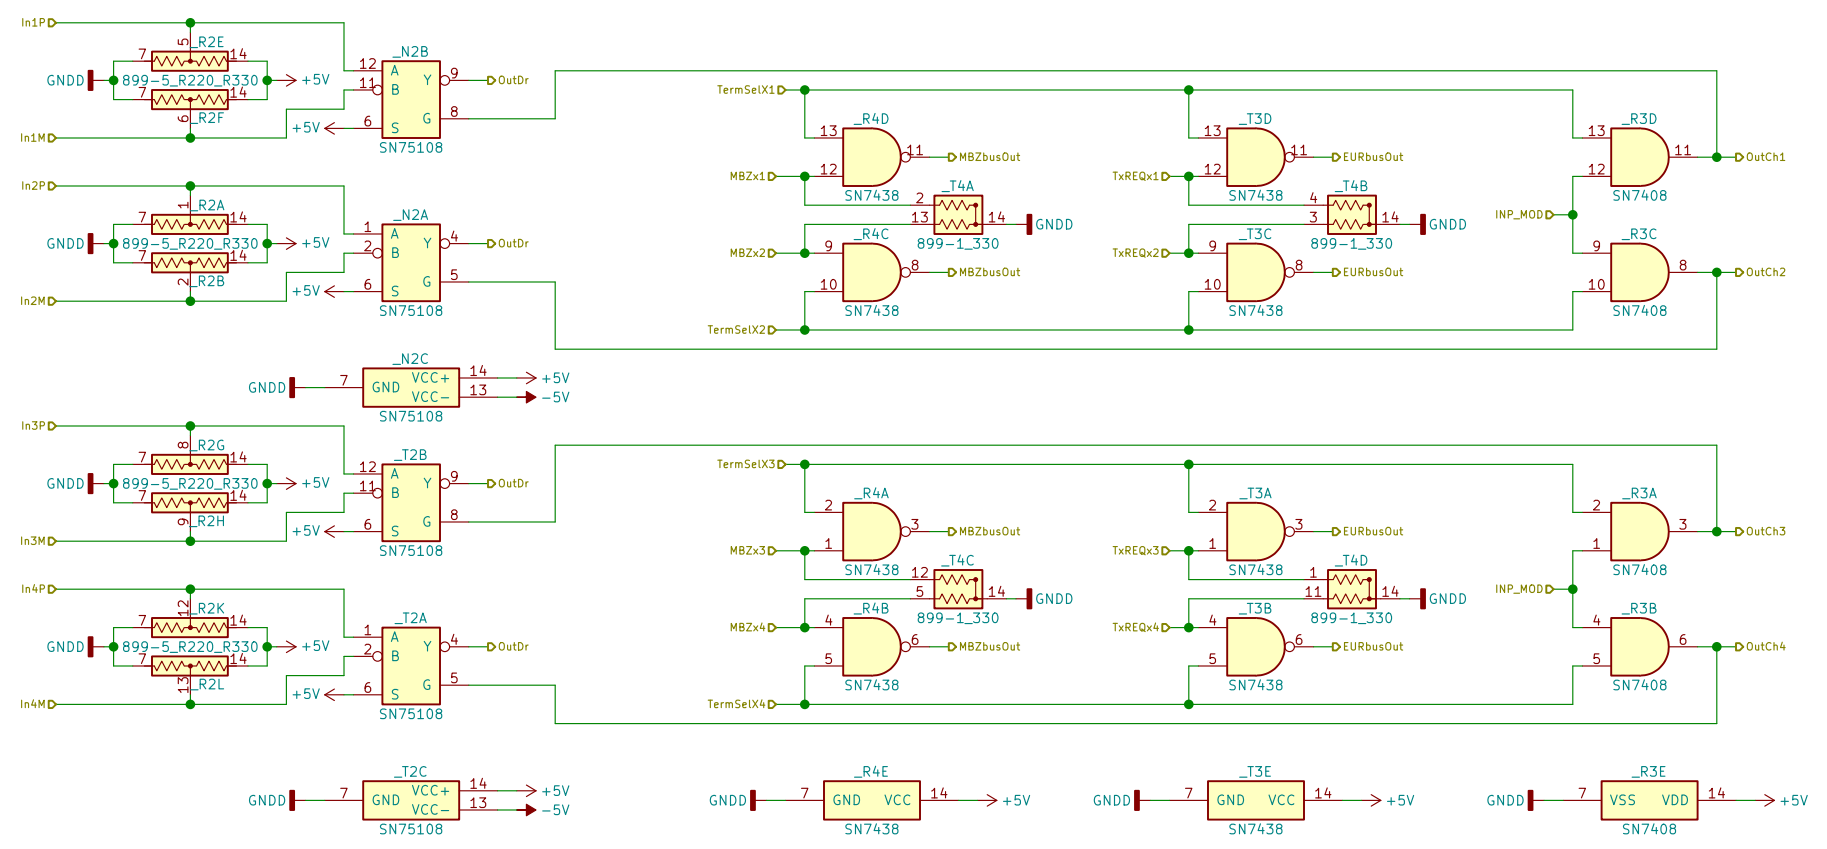 In1P
_R2E
5
7
14
GNDD
899-5_R220_R330
+5V
7
14
6
_R2F
In1M
_N2B
12
A
11
B
Y
9
OutDr
G
8
+5V
6
S
SN75108
In2P
_R2A
1
7
14
GNDD
899-5_R220_R330
+5V
7
14
2
_R2B
In2M
_N2A
1
A
2
B
Y
4
OutDr
G
5
+5V
6
S
SN75108
_N2C
GNDD
7
GND
VCC+
14
+5V
VCC-
13
-5V
SN75108
In3P
_R2G
8
7
14
GNDD
899-5_R220_R330
+5V
7
14
9
_R2H
In3M
_T2B
12
A
11
B
Y
9
OutDr
G
8
+5V
6
S
SN75108
In4P
_R2K
12
7
14
GNDD
899-5_R220_R330
+5V
7
14
13
_R2L
In4M
_T2A
1
A
2
B
Y
4
OutDr
G
5
+5V
6
S
SN75108
_T2C
GNDD
7
GND
VCC+
14
+5V
VCC-
13
-5V
SN75108
TermSelX1
_R4D
13
11
MBZbusOut
MBZx1
12
SN7438
_T4A
2
13
14
GNDD
899-1_330
_R4C
MBZx2
9
8
MBZbusOut
10
SN7438
TermSelX2
_T3D
13
11
EURbusOut
TxREQx1
12
SN7438
_T4B
4
3
14
GNDD
899-1_330
_T3C
TxREQx2
9
8
EURbusOut
10
SN7438
_R3D
13
11
OutCh1
12
SN7408
INP_MOD
_R3C
9
8
OutCh2
10
SN7408
TermSelX3
_R4A
2
3
MBZbusOut
MBZx3
1
SN7438
_T4C
12
5
14
GNDD
899-1_330
_R4B
MBZx4
4
6
MBZbusOut
5
SN7438
TermSelX4
_T3A
2
3
EURbusOut
TxREQx3
1
SN7438
_T4D
1
11
14
GNDD
899-1_330
_T3B
TxREQx4
4
6
EURbusOut
5
SN7438
_R3A
2
3
OutCh3
1
SN7408
INP_MOD
_R3B
4
6
OutCh4
5
SN7408
_R4E
GNDD
7
GND
VCC
14
+5V
SN7438
_T3E
GNDD
7
GND
VCC
14
+5V
SN7438
_R3E
GNDD
7
VSS
VDD
14
+5V
SN7408